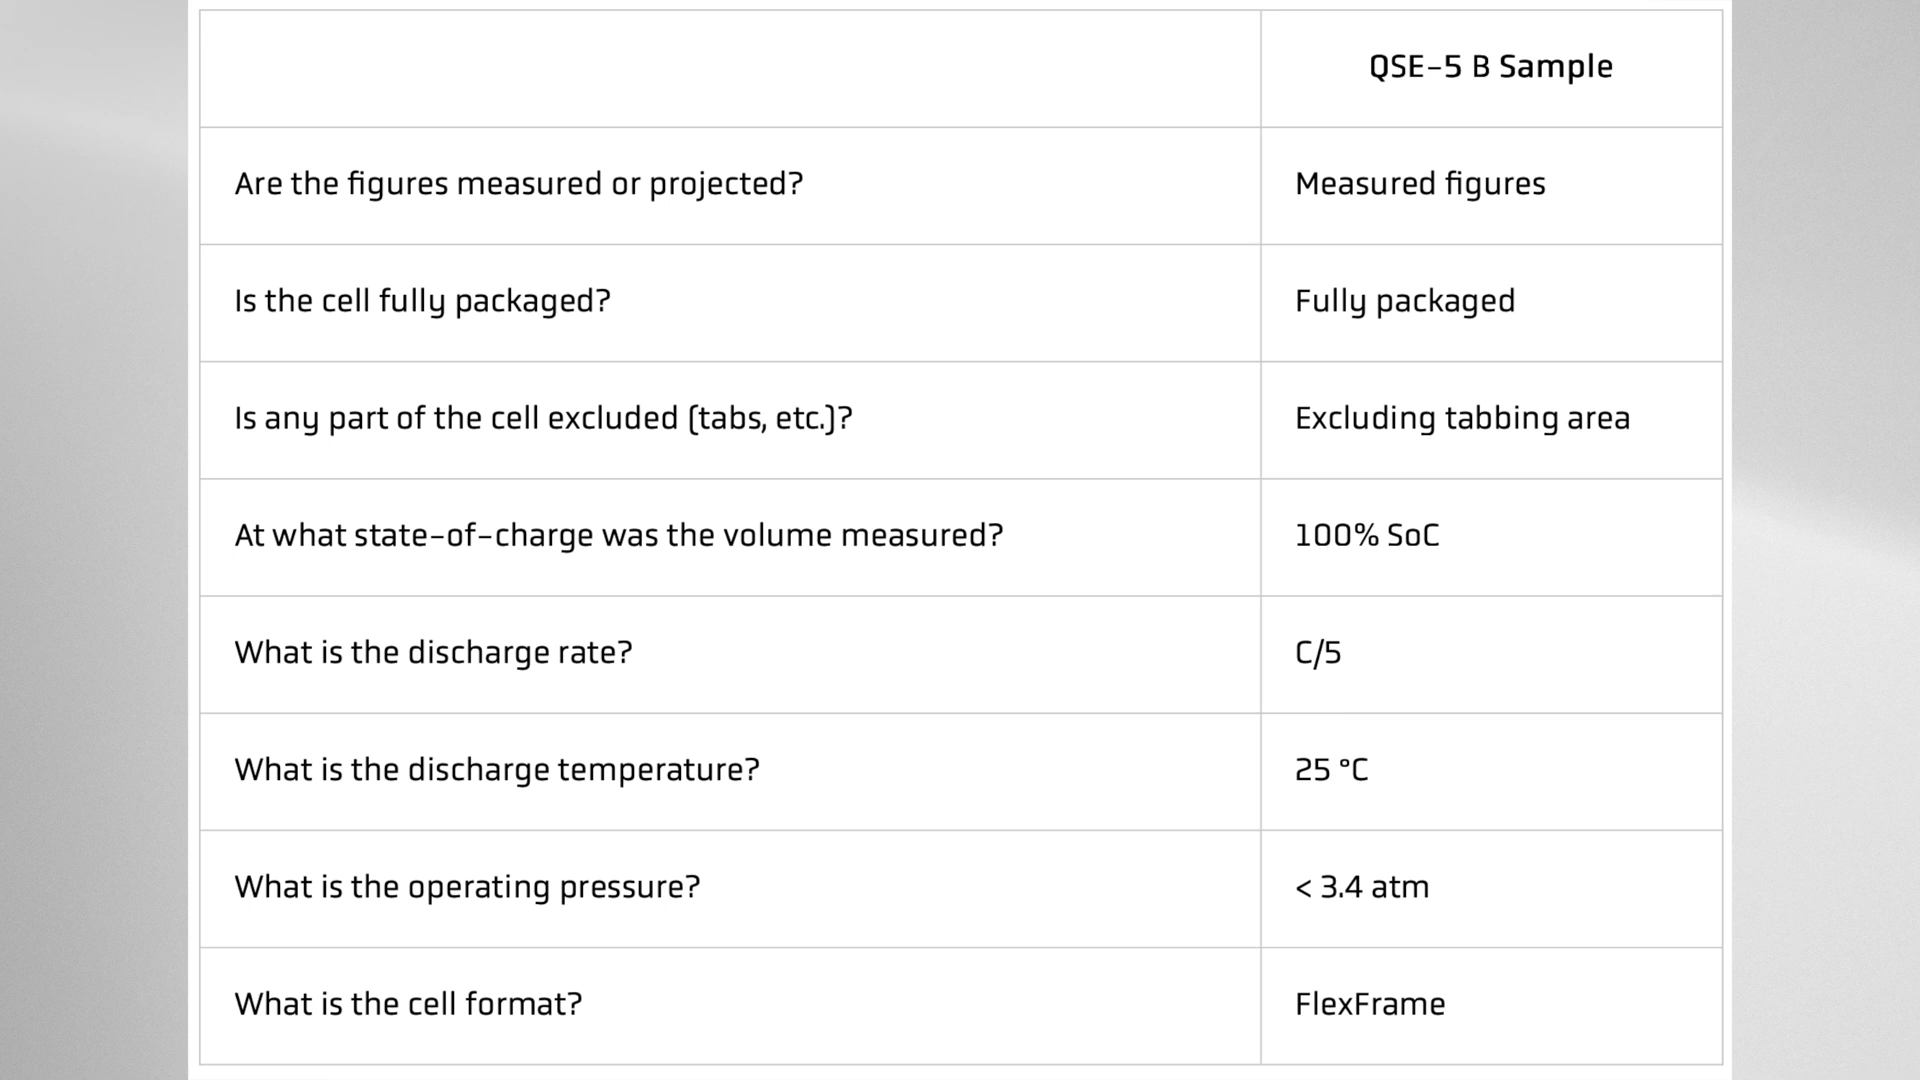 QSE-5 B Sample
Are the figures measured or projected? Measured figures
Is the cell fully packaged? Fully packaged
Is any part of the cell excluded (tabs, etc.)? Excluding tabbing area
At what state-of-charge was the volume measured? 100% SoC
What is the discharge rate? C/5
What is the discharge temperature? 25 °C
What is the operating pressure? < 3.4 atm
What is the cell format? FlexFrame